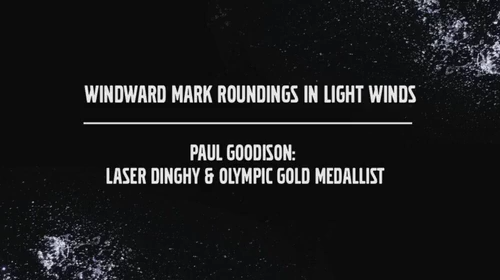 WINDWARD MARK ROUNDINGS IN LIGHT WINDS
PAUL GOODISON:
LASER DINGHY & OLYMPIC GOLD MEDALLIST